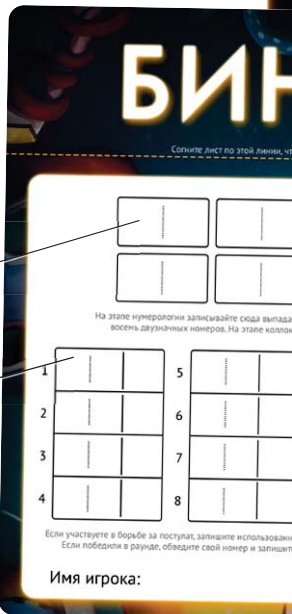 БИН
Согните лист по этой линии, чт
На этапе нумерологии записывайте сюда выпада
восемь двузначных номеров. На этапе коллок
1
5
2
6
3
7
4
8
Если участвуете в борьбе за постулат, запишите использованн
Если победили в раунде, обведите свой номер и запишит
Имя игрока: